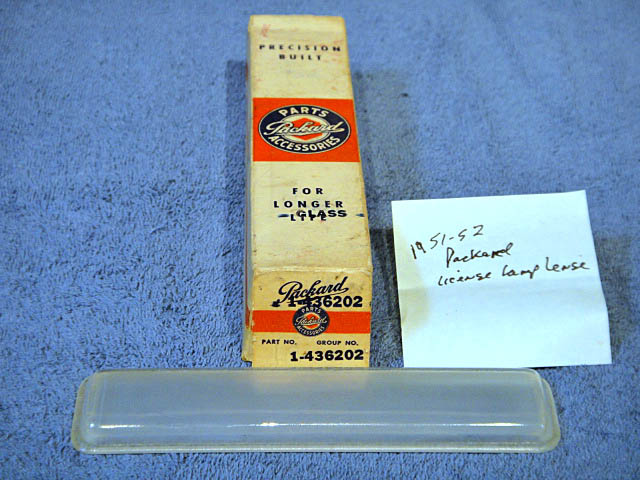 PRECISION
BUILT
PARTS
Packard
ACCESSORIES
FOR
LONGER
LIFE
- GLASS -
Packard
1-436202
PARTS
Packard
ACCESSORIES
PART NO. GROUP NO.
1-436202
1951-52
Packard
License Lamp Lense